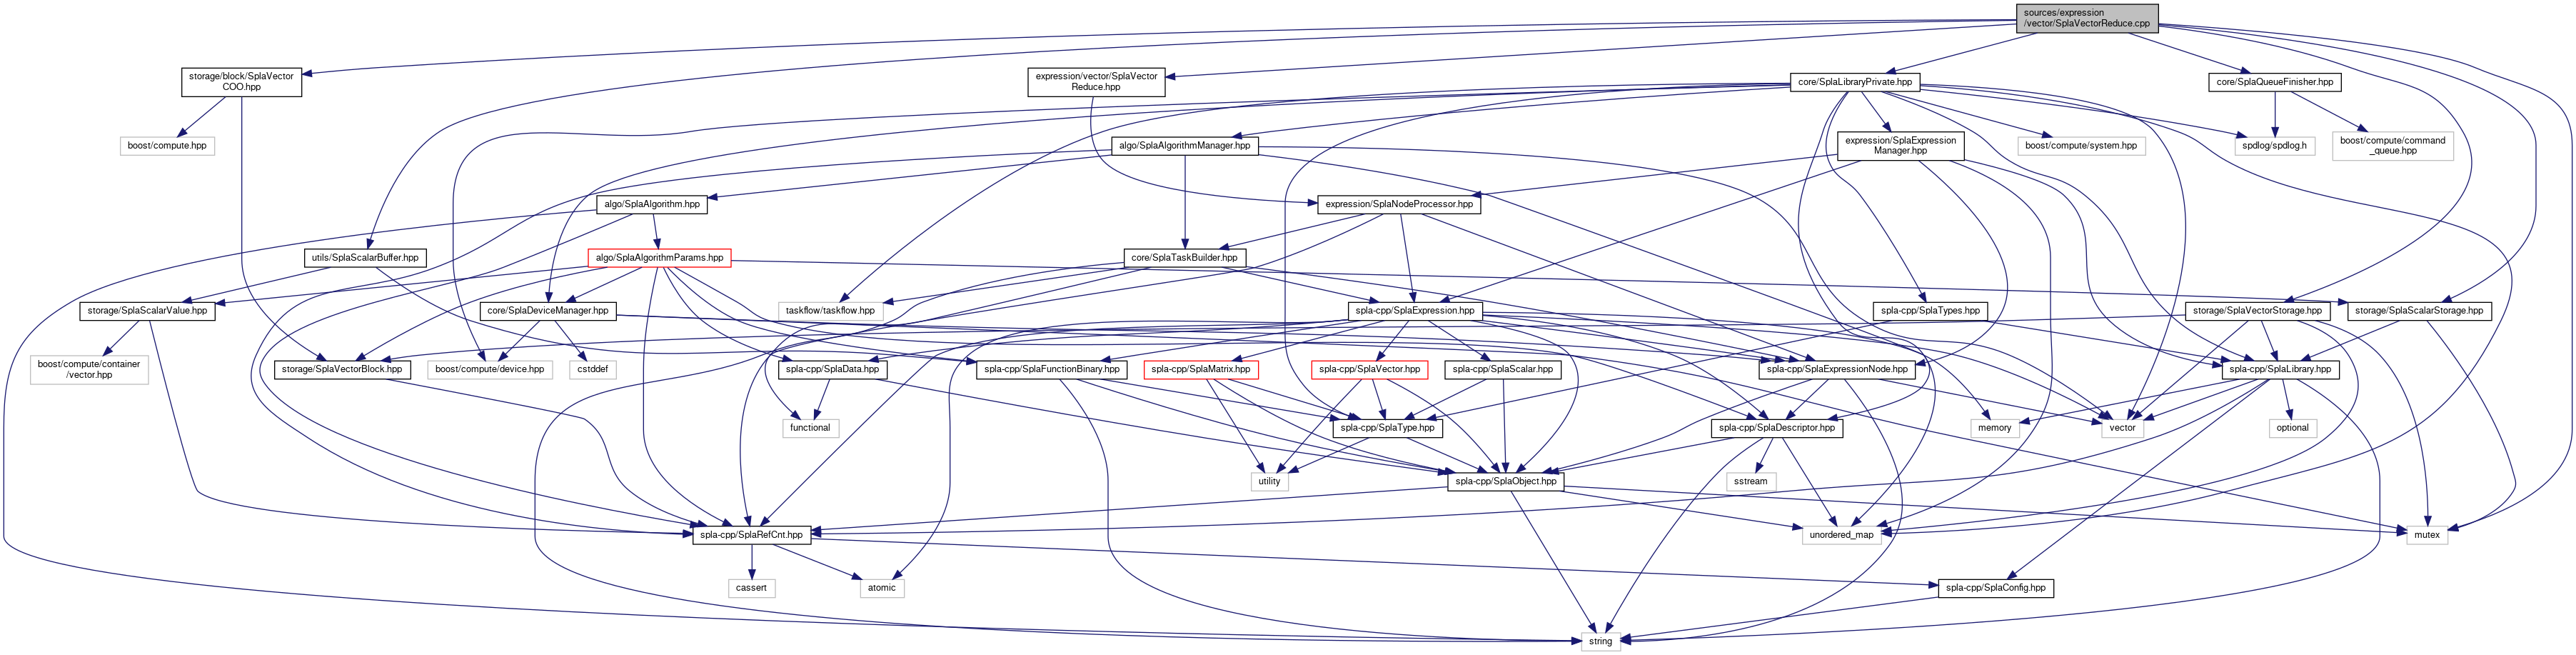 sources/expression
/vector/SplaVectorReduce.cpp
storage/block/SplaVector
COO.hpp
expression/vector/SplaVector
Reduce.hpp
core/SplaLibraryPrivate.hpp
core/SplaQueueFinisher.hpp
boost/compute.hpp
algo/SplaAlgorithmManager.hpp
expression/SplaExpression
Manager.hpp
boost/compute/system.hpp
spdlog/spdlog.h
boost/compute/command
_queue.hpp
algo/SplaAlgorithm.hpp
expression/SplaNodeProcessor.hpp
utils/SplaScalarBuffer.hpp
algo/SplaAlgorithmParams.hpp
core/SplaTaskBuilder.hpp
storage/SplaScalarValue.hpp
core/SplaDeviceManager.hpp
taskflow/taskflow.hpp
spla-cpp/SplaExpression.hpp
spla-cpp/SplaTypes.hpp
storage/SplaVectorStorage.hpp
storage/SplaScalarStorage.hpp
boost/compute/container
/vector.hpp
storage/SplaVectorBlock.hpp
boost/compute/device.hpp
cstddef
spla-cpp/SplaData.hpp
spla-cpp/SplaFunctionBinary.hpp
spla-cpp/SplaMatrix.hpp
spla-cpp/SplaVector.hpp
spla-cpp/SplaScalar.hpp
spla-cpp/SplaExpressionNode.hpp
spla-cpp/SplaLibrary.hpp
functional
spla-cpp/SplaType.hpp
spla-cpp/SplaDescriptor.hpp
memory
vector
optional
utility
spla-cpp/SplaObject.hpp
sstream
spla-cpp/SplaRefCnt.hpp
unordered_map
mutex
cassert
atomic
spla-cpp/SplaConfig.hpp
string